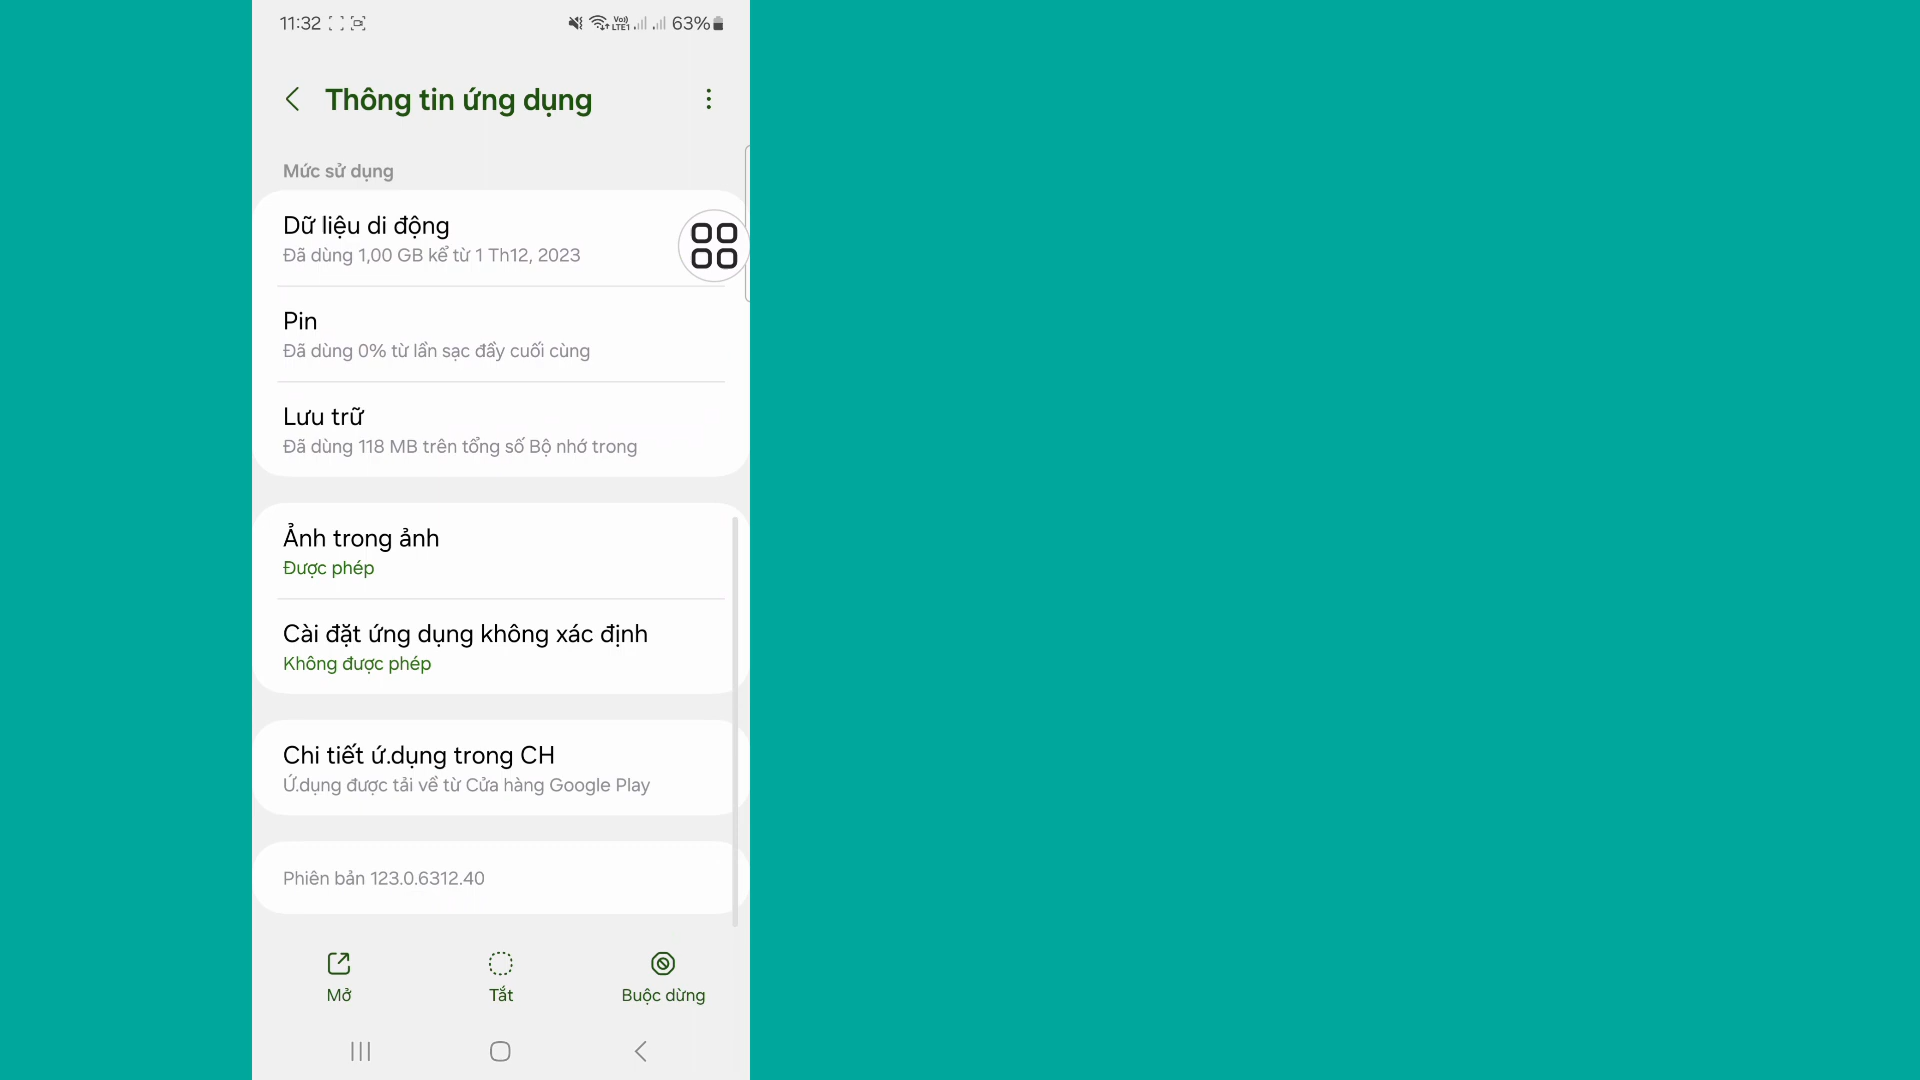 11:32 63%
Vo)) LTE1
Thông tin ứng dụng
Mức sử dụng
Dữ liệu di động
Đã dùng 1,00 GB kể từ 1 Th12, 2023
Pin
Đã dùng 0% từ lần sạc đầy cuối cùng
Lưu trữ
Đã dùng 118 MB trên tổng số Bộ nhớ trong
Ảnh trong ảnh
Được phép
Cài đặt ứng dụng không xác định
Không được phép
Chi tiết ứ.dụng trong CH
Ứ.dụng được tải về từ Cửa hàng Google Play
Phiên bản 123.0.6312.40
Mở Tắt Buộc dừng